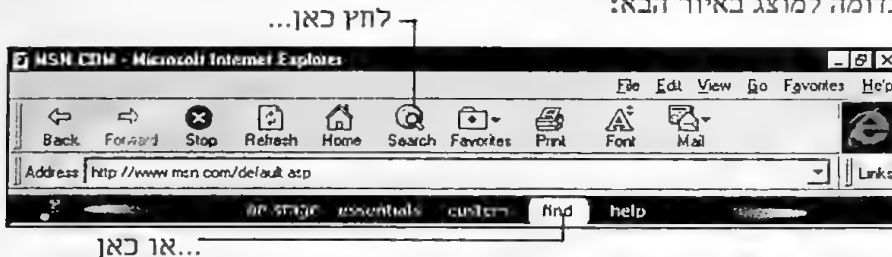 כדומה למוצג באיור הבא:
לחץ כאן...
MSN.COM - Microsoft Internet Explorer
File Edit View Go Favorites Help
Back Forward Stop Refresh Home Search Favorites Print Font Mail
Address http://www.msn.com/default.asp Links
on stage essentials custom find help
...או כאן